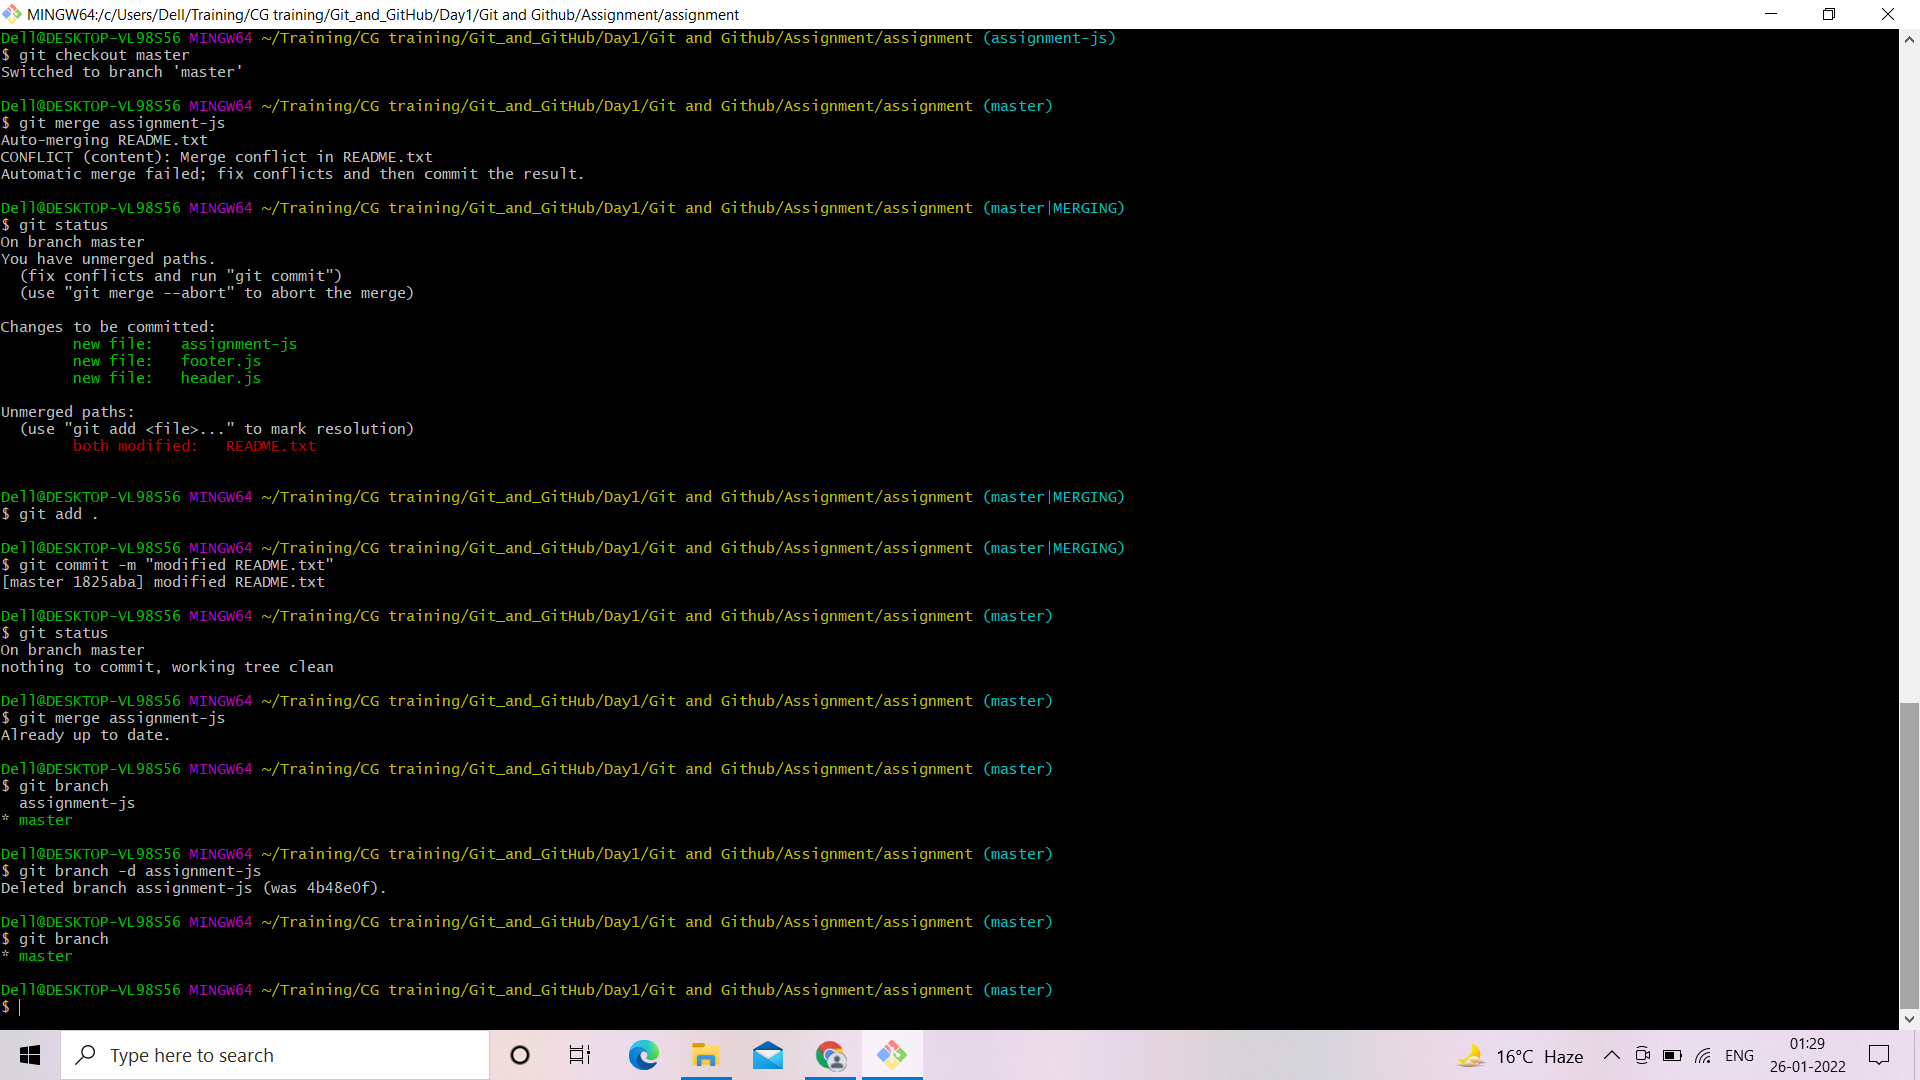 MINGW64:/c/Users/Dell/Training/CG training/Git_and_GitHub/Day1/Git and Github/Assignment/assignment
Dell@DESKTOP-VL98S56 MINGW64 ~/Training/CG training/Git_and_GitHub/Day1/Git and Github/Assignment/assignment (assignment-js)
$ git checkout master
Switched to branch 'master'
Dell@DESKTOP-VL98S56 MINGW64 ~/Training/CG training/Git_and_GitHub/Day1/Git and Github/Assignment/assignment (master)
$ git merge assignment-js
Auto-merging README.txt
CONFLICT (content): Merge conflict in README.txt
Automatic merge failed; fix conflicts and then commit the result.
Dell@DESKTOP-VL98S56 MINGW64 ~/Training/CG training/Git_and_GitHub/Day1/Git and Github/Assignment/assignment (master|MERGING)
$ git status
On branch master
You have unmerged paths.
  (fix conflicts and run "git commit")
  (use "git merge --abort" to abort the merge)
Changes to be committed:
        new file:   assignment-js
        new file:   footer.js
        new file:   header.js
Unmerged paths:
  (use "git add <file>..." to mark resolution)
        both modified:   README.txt
Dell@DESKTOP-VL98S56 MINGW64 ~/Training/CG training/Git_and_GitHub/Day1/Git and Github/Assignment/assignment (master|MERGING)
$ git add .
Dell@DESKTOP-VL98S56 MINGW64 ~/Training/CG training/Git_and_GitHub/Day1/Git and Github/Assignment/assignment (master|MERGING)
$ git commit -m "modified README.txt"
[master 1825aba] modified README.txt
Dell@DESKTOP-VL98S56 MINGW64 ~/Training/CG training/Git_and_GitHub/Day1/Git and Github/Assignment/assignment (master)
$ git status
On branch master
nothing to commit, working tree clean
Dell@DESKTOP-VL98S56 MINGW64 ~/Training/CG training/Git_and_GitHub/Day1/Git and Github/Assignment/assignment (master)
$ git merge assignment-js
Already up to date.
Dell@DESKTOP-VL98S56 MINGW64 ~/Training/CG training/Git_and_GitHub/Day1/Git and Github/Assignment/assignment (master)
$ git branch
  assignment-js
* master
Dell@DESKTOP-VL98S56 MINGW64 ~/Training/CG training/Git_and_GitHub/Day1/Git and Github/Assignment/assignment (master)
$ git branch -d assignment-js
Deleted branch assignment-js (was 4b48e0f).
Dell@DESKTOP-VL98S56 MINGW64 ~/Training/CG training/Git_and_GitHub/Day1/Git and Github/Assignment/assignment (master)
$ git branch
* master
Dell@DESKTOP-VL98S56 MINGW64 ~/Training/CG training/Git_and_GitHub/Day1/Git and Github/Assignment/assignment (master)
$
Type here to search
16°C Haze
ENG
01:29
26-01-2022